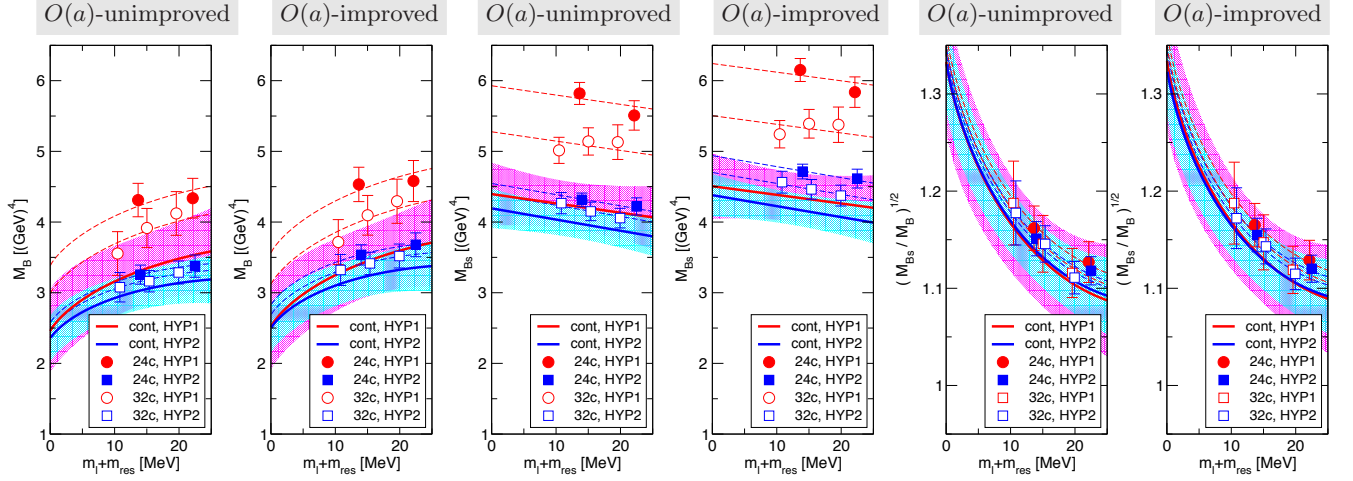 O(a)-unimproved
O(a)-improved
O(a)-unimproved
O(a)-improved
O(a)-unimproved
O(a)-improved
M_B [(GeV)^4]
6
5
4
3
2
1
0 10 20
m_l+m_res [MeV]
cont, HYP1
cont, HYP2
24c, HYP1
24c, HYP2
32c, HYP1
32c, HYP2
M_B [(GeV)^4]
6
5
4
3
2
1
0 10 20
m_l+m_res [MeV]
cont, HYP1
cont, HYP2
24c, HYP1
24c, HYP2
32c, HYP1
32c, HYP2
M_Bs [(GeV)^4]
6
5
4
3
2
1
0 10 20
m_l+m_res [MeV]
cont, HYP1
cont, HYP2
24c, HYP1
24c, HYP2
32c, HYP1
32c, HYP2
M_Bs [(GeV)^4]
6
5
4
3
2
1
0 10 20
m_l+m_res [MeV]
cont, HYP1
cont, HYP2
24c, HYP1
24c, HYP2
32c, HYP1
32c, HYP2
( M_Bs / M_B )^1/2
1.3
1.2
1.1
1
0 10 20
m_l+m_res [MeV]
cont, HYP1
cont, HYP2
24c, HYP1
24c, HYP2
32c, HYP1
32c, HYP2
( M_Bs / M_B )^1/2
1.3
1.2
1.1
1
0 10 20
m_l+m_res [MeV]
cont, HYP1
cont, HYP2
24c, HYP1
24c, HYP2
32c, HYP1
32c, HYP2